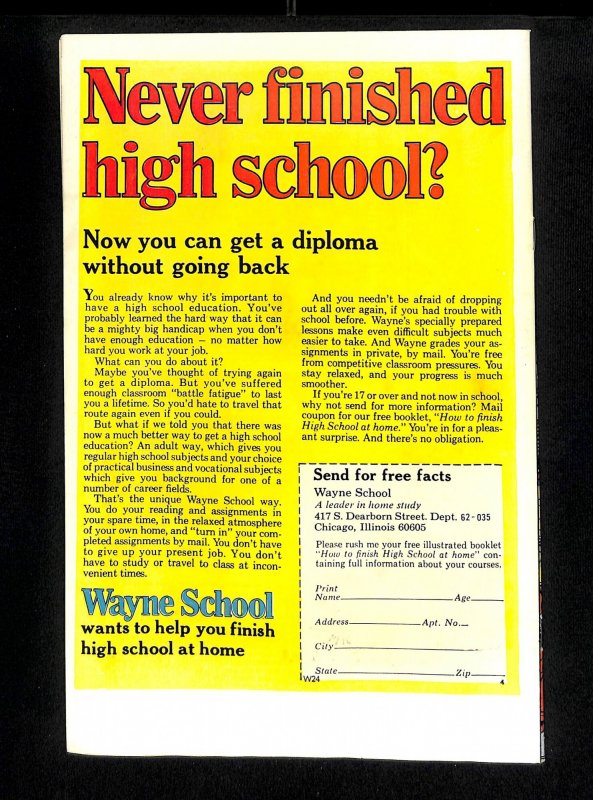 Never finished
high school?
Now you can get a diploma
without going back
You already know why it's important to
have a high school education. You've
probably learned the hard way that it can
be a mighty big handicap when you don't
have enough education – no matter how
hard you work at your job.
What can you do about it?
Maybe you've thought of trying again
to get a diploma. But you've suffered
enough classroom "battle fatigue" to last
you a lifetime. So you'd hate to travel that
route again even if you could.
But what if we told you that there was
now a much better way to get a high school
education? An adult way, which gives you
regular high school subjects and your choice
of practical business and vocational subjects
which give you background for one of a
number of career fields.
That's the unique Wayne School way.
You do your reading and assignments in
your spare time, in the relaxed atmosphere
of your own home, and "turn in" your com-
pleted assignments by mail. You don't have
to give up your present job. You don't
have to study or travel to class at incon-
venient times.
Wayne School
wants to help you finish
high school at home
And you needn't be afraid of dropping
out all over again, if you had trouble with
school before. Wayne's specially prepared
lessons make even difficult subjects much
easier to take. And Wayne grades your as-
signments in private, by mail. You're free
from competitive classroom pressures. You
stay relaxed, and your progress is much
smoother.
If you're 17 or over and not now in school,
why not send for more information? Mail
coupon for our free booklet, "How to finish
High School at home." You're in for a pleas-
ant surprise. And there's no obligation.
Send for free facts
Wayne School
A leader in home study
417 S. Dearborn Street. Dept. 62-035
Chicago, Illinois 60605
Please rush me your free illustrated booklet
"How to finish High School at home" con-
taining full information about your courses.
Print
Name Age
Address Apt. No.
City
State Zip
W24 4